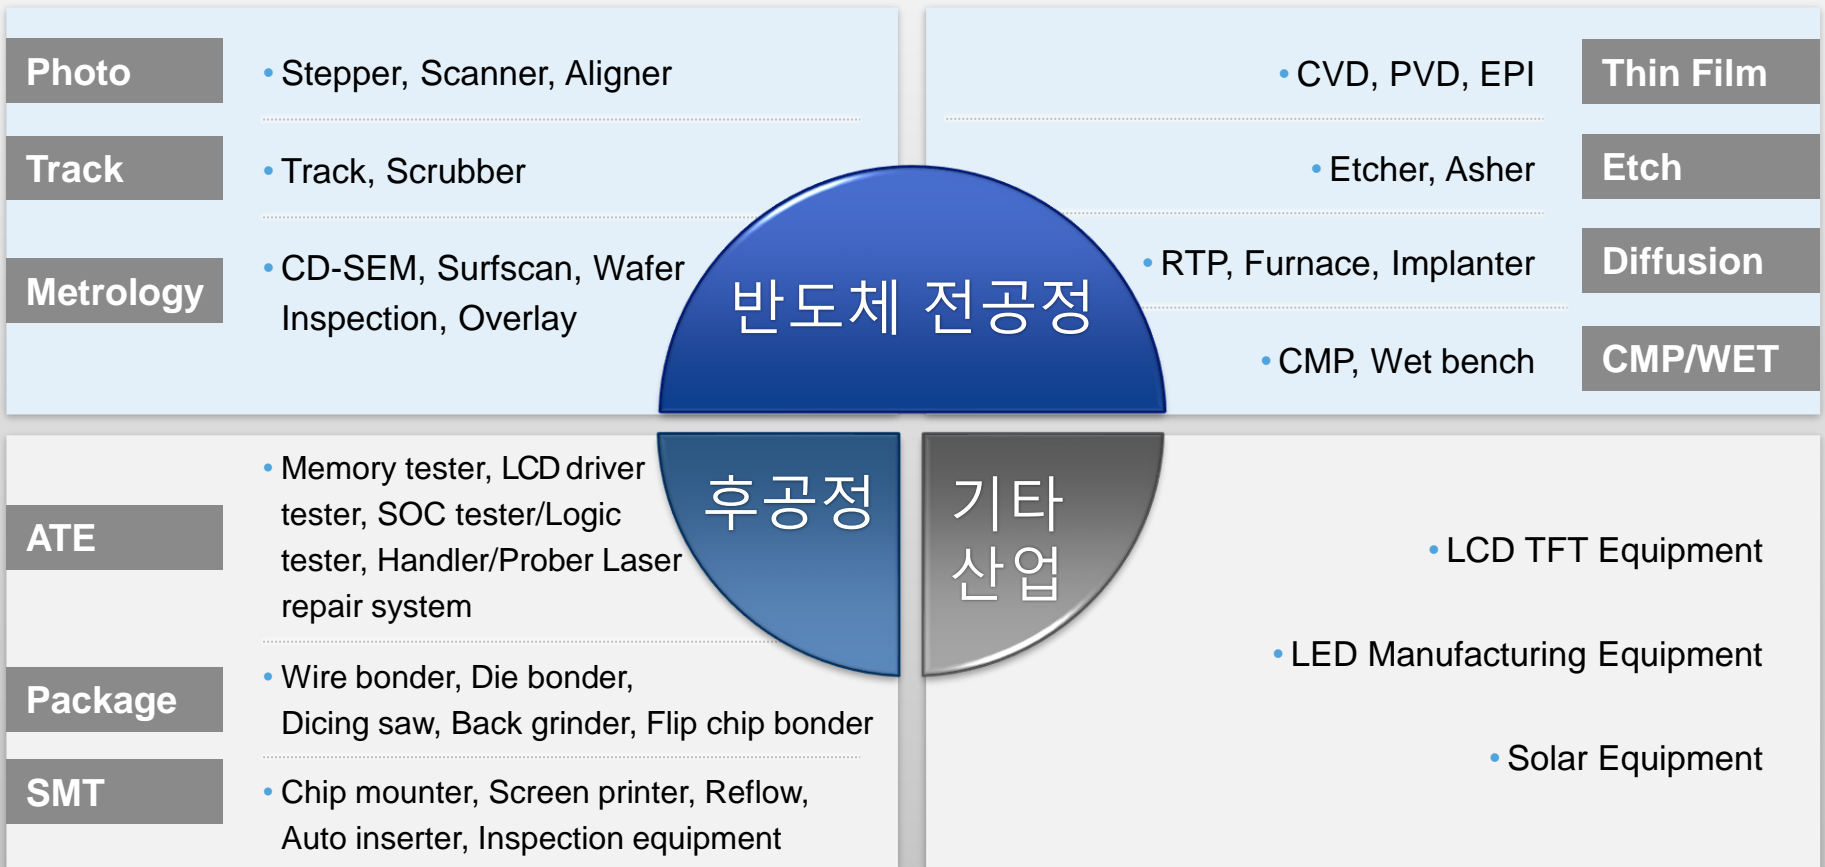 Photo
• Stepper, Scanner, Aligner
Track
• Track, Scrubber
Metrology
• CD-SEM, Surfscan, Wafer
Inspection, Overlay
• CVD, PVD, EPI
Thin Film
• Etcher, Asher
Etch
• RTP, Furnace, Implanter
Diffusion
• CMP, Wet bench
CMP/WET
반도체 전공정
후공정
기타
산업
ATE
• Memory tester, LCD driver
tester, SOC tester/Logic
tester, Handler/Prober Laser
repair system
Package
• Wire bonder, Die bonder,
Dicing saw, Back grinder, Flip chip bonder
SMT
• Chip mounter, Screen printer, Reflow,
Auto inserter, Inspection equipment
• LCD TFT Equipment
• LED Manufacturing Equipment
• Solar Equipment